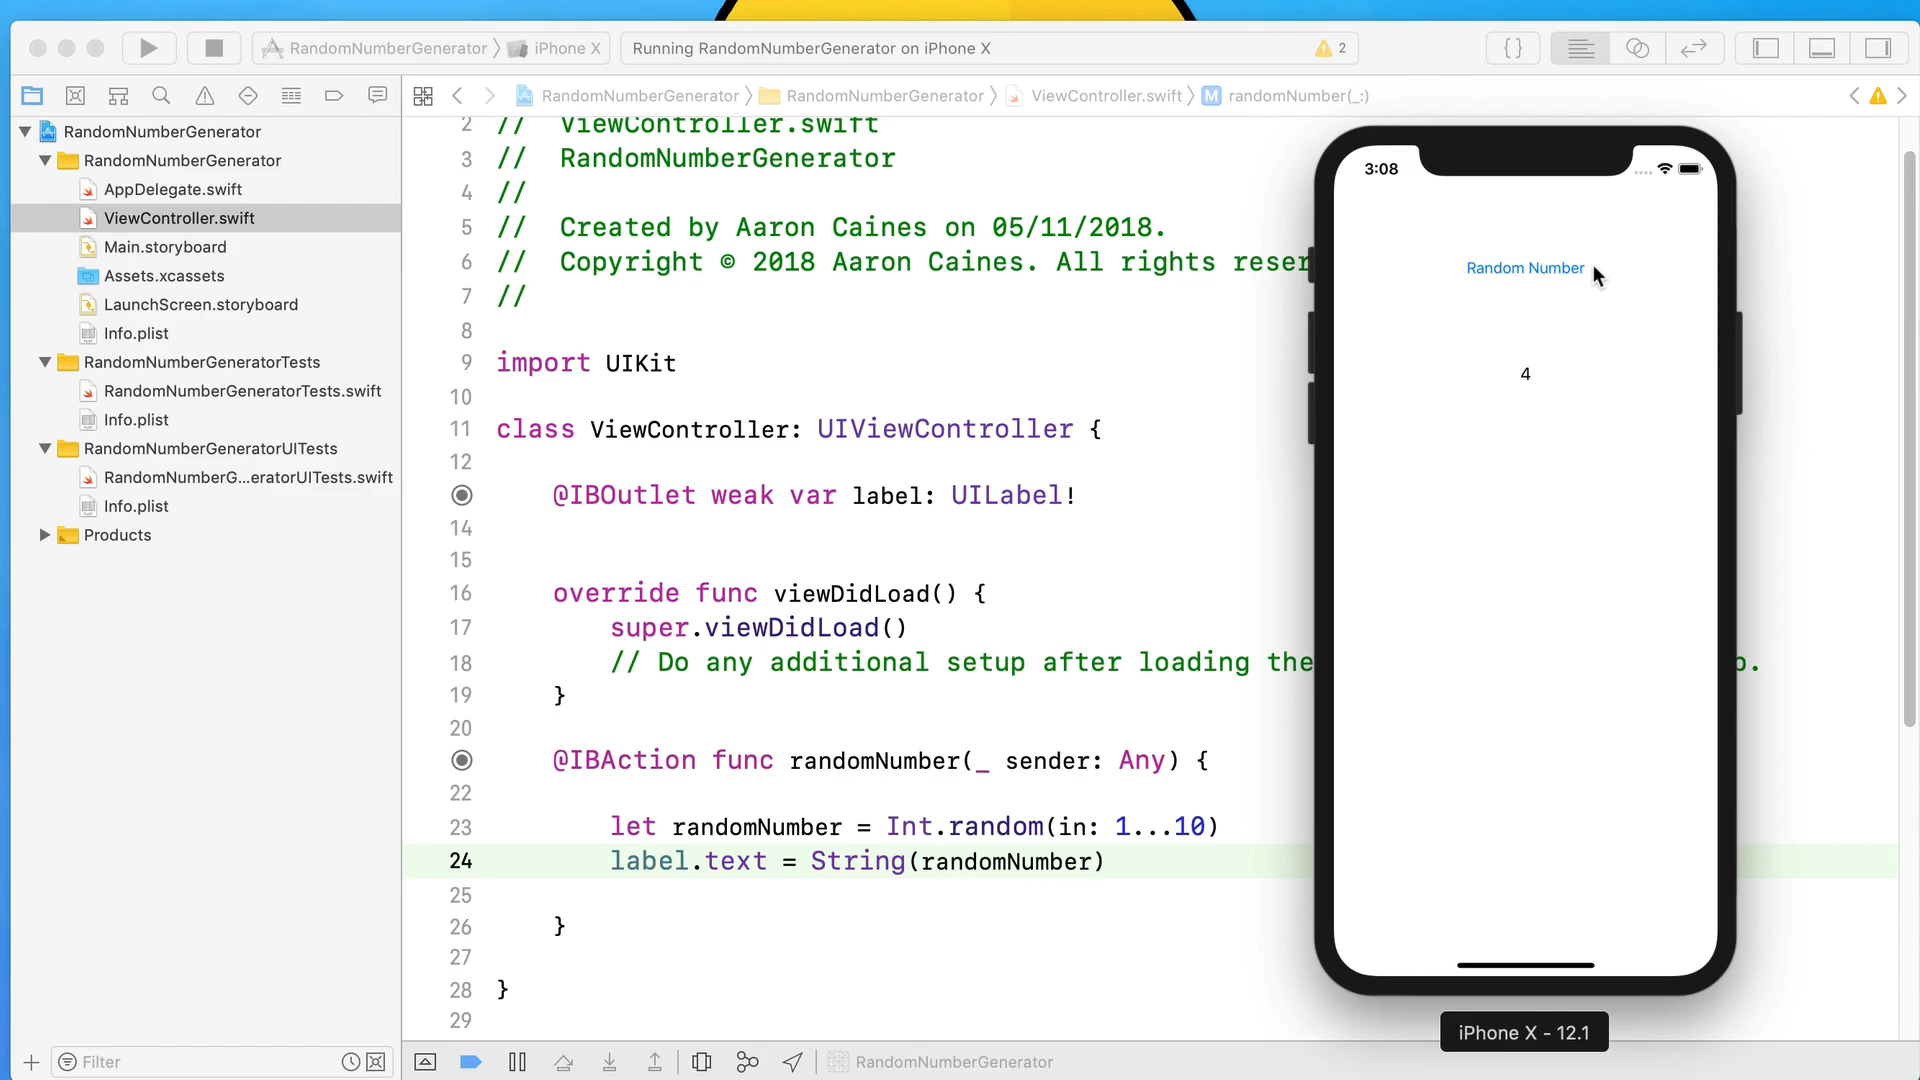 RandomNumberGenerator
iPhone X
Running RandomNumberGenerator on iPhone X
2
{ }
RandomNumberGenerator
RandomNumberGenerator
ViewController.swift
M
randomNumber(_:)
RandomNumberGenerator
RandomNumberGenerator
AppDelegate.swift
ViewController.swift
Main.storyboard
Assets.xcassets
LaunchScreen.storyboard
Info.plist
RandomNumberGeneratorTests
RandomNumberGeneratorTests.swift
Info.plist
RandomNumberGeneratorUITests
RandomNumberG...eratorUITests.swift
Info.plist
Products
Filter
2 // ViewController.swift
3 // RandomNumberGenerator
4 //
5 // Created by Aaron Caines on 05/11/2018.
6 // Copyright © 2018 Aaron Caines. All rights reser
7 //
8
9 import UIKit
10
11 class ViewController: UIViewController {
12
@IBOutlet weak var label: UILabel!
14
15
16 override func viewDidLoad() {
17 super.viewDidLoad()
18 // Do any additional setup after loading the b.
19 }
20
@IBAction func randomNumber(_ sender: Any) {
22
23 let randomNumber = Int.random(in: 1...10)
24 label.text = String(randomNumber)
25
26 }
27
28 }
29
3:08
Random Number
4
iPhone X - 12.1
RandomNumberGenerator